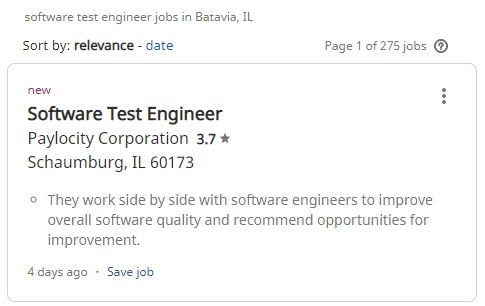 software test engineer jobs in Batavia, IL
Sort by: relevance - date
Page 1 of 275 jobs ?
new
Software Test Engineer
Paylocity Corporation 3.7 ★
Schaumburg, IL 60173
They work side by side with software engineers to improve
overall software quality and recommend opportunities for
improvement.
4 days ago · Save job